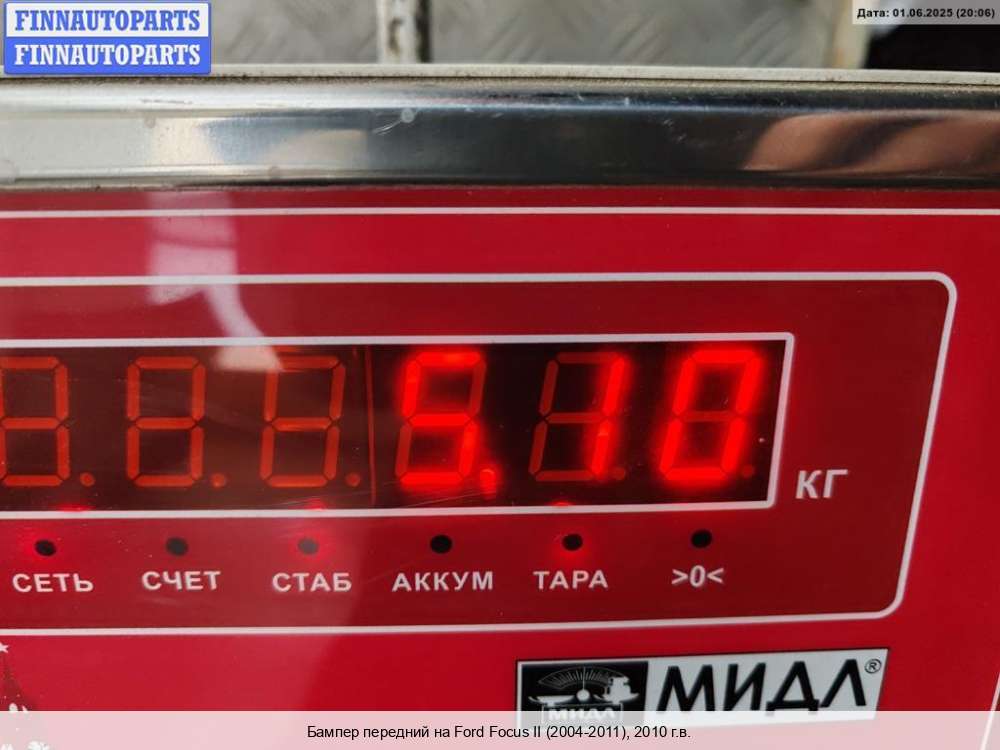 FINNAUTOPARTS
FINNAUTOPARTS
Дата: 01.06.2025 (20:06)
5.10
КГ
СЕТЬ СЧЕТ СТАБ АККУМ ТАРА >0<
МИДЛ®
МИДЛ
Бампер передний на Ford Focus II (2004-2011), 2010 г.в.